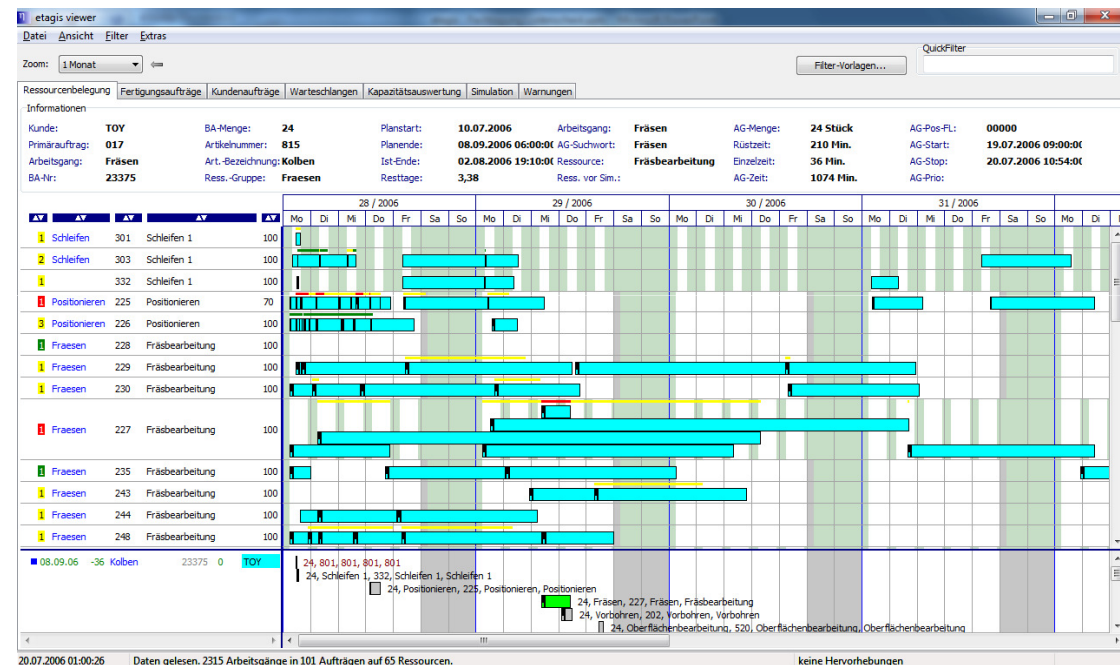 etagis viewer
Datei Ansicht Filter Extras
QuickFilter
Zoom: 1 Monat Filter-Vorlagen...
Ressourcenbelegung Fertigungsaufträge Kundenaufträge Warteschlangen Kapazitätsauswertung Simulation Warnungen
Informationen
Kunde: TOY BA-Menge: 24 Planstart: 10.07.2006 Arbeitsgang: Fräsen AG-Menge: 24 Stück AG-Pos-FL: 00000
Primärauftrag: 017 Artikelnummer: 815 Planende: 08.09.2006 06:00:00 AG-Suchwort: Fräsen Rüstzeit: 210 Min. AG-Start: 19.07.2006 09:00:00
Arbeitsgang: Fräsen Art.-Bezeichnung: Kolben Ist-Ende: 02.08.2006 19:10:00 Ressource: Fräsbearbeitung Einzelzeit: 36 Min. AG-Stop: 20.07.2006 10:54:00
BA-Nr: 23375 Ress.-Gruppe: Fraesen Resttage: 3,38 Ress. vor Sim.: AG-Zeit: 1074 Min. AG-Prio:
28 / 2006 29 / 2006 30 / 2006 31 / 2006
Mo Di Mi Do Fr Sa So Mo Di Mi Do Fr Sa So Mo Di Mi Do Fr Sa So Mo Di Mi Do Fr Sa So Mo Di
1 Schleifen 301 Schleifen 1 100
2 Schleifen 303 Schleifen 1 100
1 332 Schleifen 1 100
1 Positionieren 225 Positionieren 70
3 Positionieren 226 Positionieren 100
1 Fraesen 228 Fräsbearbeitung 100
1 Fraesen 229 Fräsbearbeitung 100
1 Fraesen 230 Fräsbearbeitung 100
1 Fraesen 227 Fräsbearbeitung 100
1 Fraesen 235 Fräsbearbeitung 100
1 Fraesen 243 Fräsbearbeitung 100
1 Fraesen 244 Fräsbearbeitung 100
1 Fraesen 248 Fräsbearbeitung 100
08.09.06 -36 Kolben 23375 0 TOY 24, 801, 801, 801, 801
24, Schleifen 1, 332, Schleifen 1, Schleifen 1
24, Positionieren, 225, Positionieren, Positionieren
24, Fräsen, 227, Fräsen, Fräsbearbeitung
24, Vorbohren, 202, Vorbohren, Vorbohren
24, Oberflächenbearbeitung, 520, Oberflächenbearbeitung, Oberflächenbearbeitung
20.07.2006 01:00:26 Daten gelesen. 2315 Arbeitsgänge in 101 Aufträgen auf 65 Ressourcen. keine Hervorhebungen